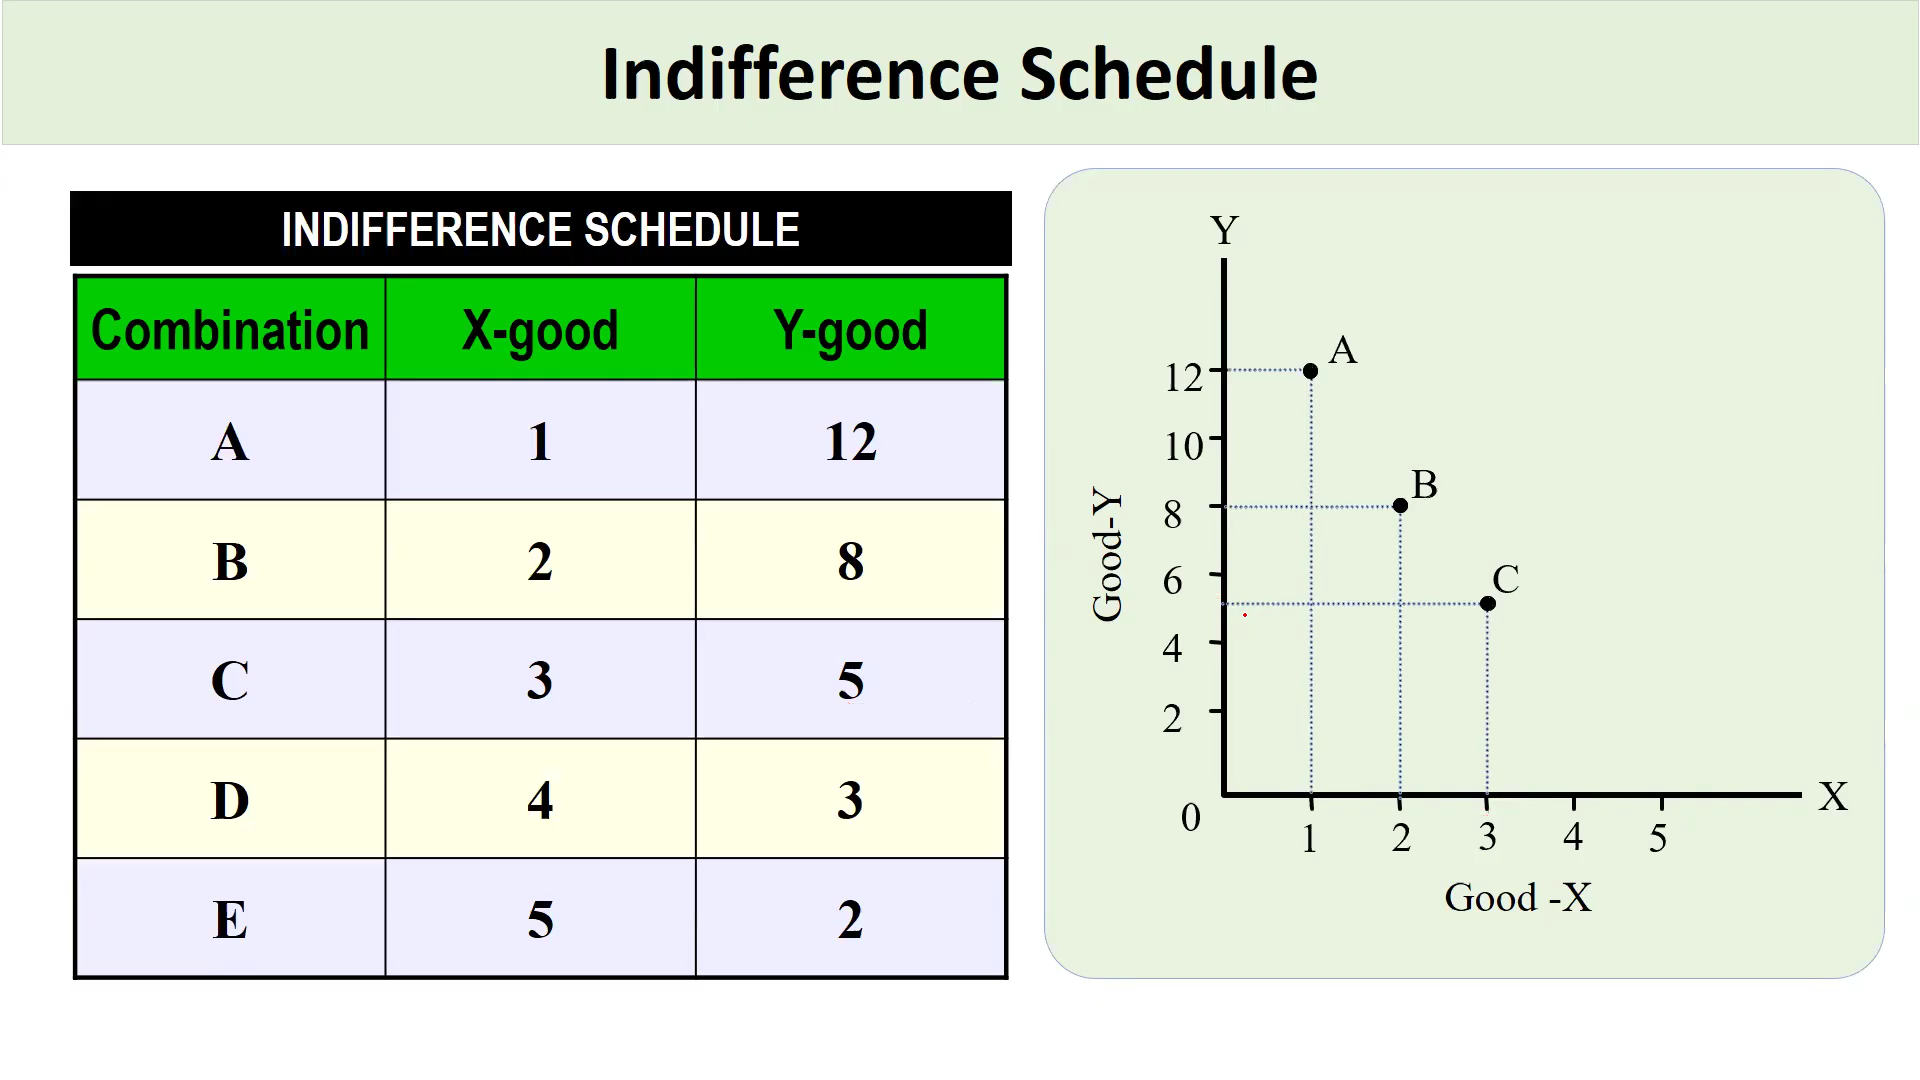 Indifference Schedule
INDIFFERENCE SCHEDULE
Combination X-good Y-good
A 1 12
B 2 8
C 3 5
D 4 3
E 5 2
Y
A
12
10
B
8
C
6
4
2
Good-Y
X
0
1 2 3 4 5
Good -X